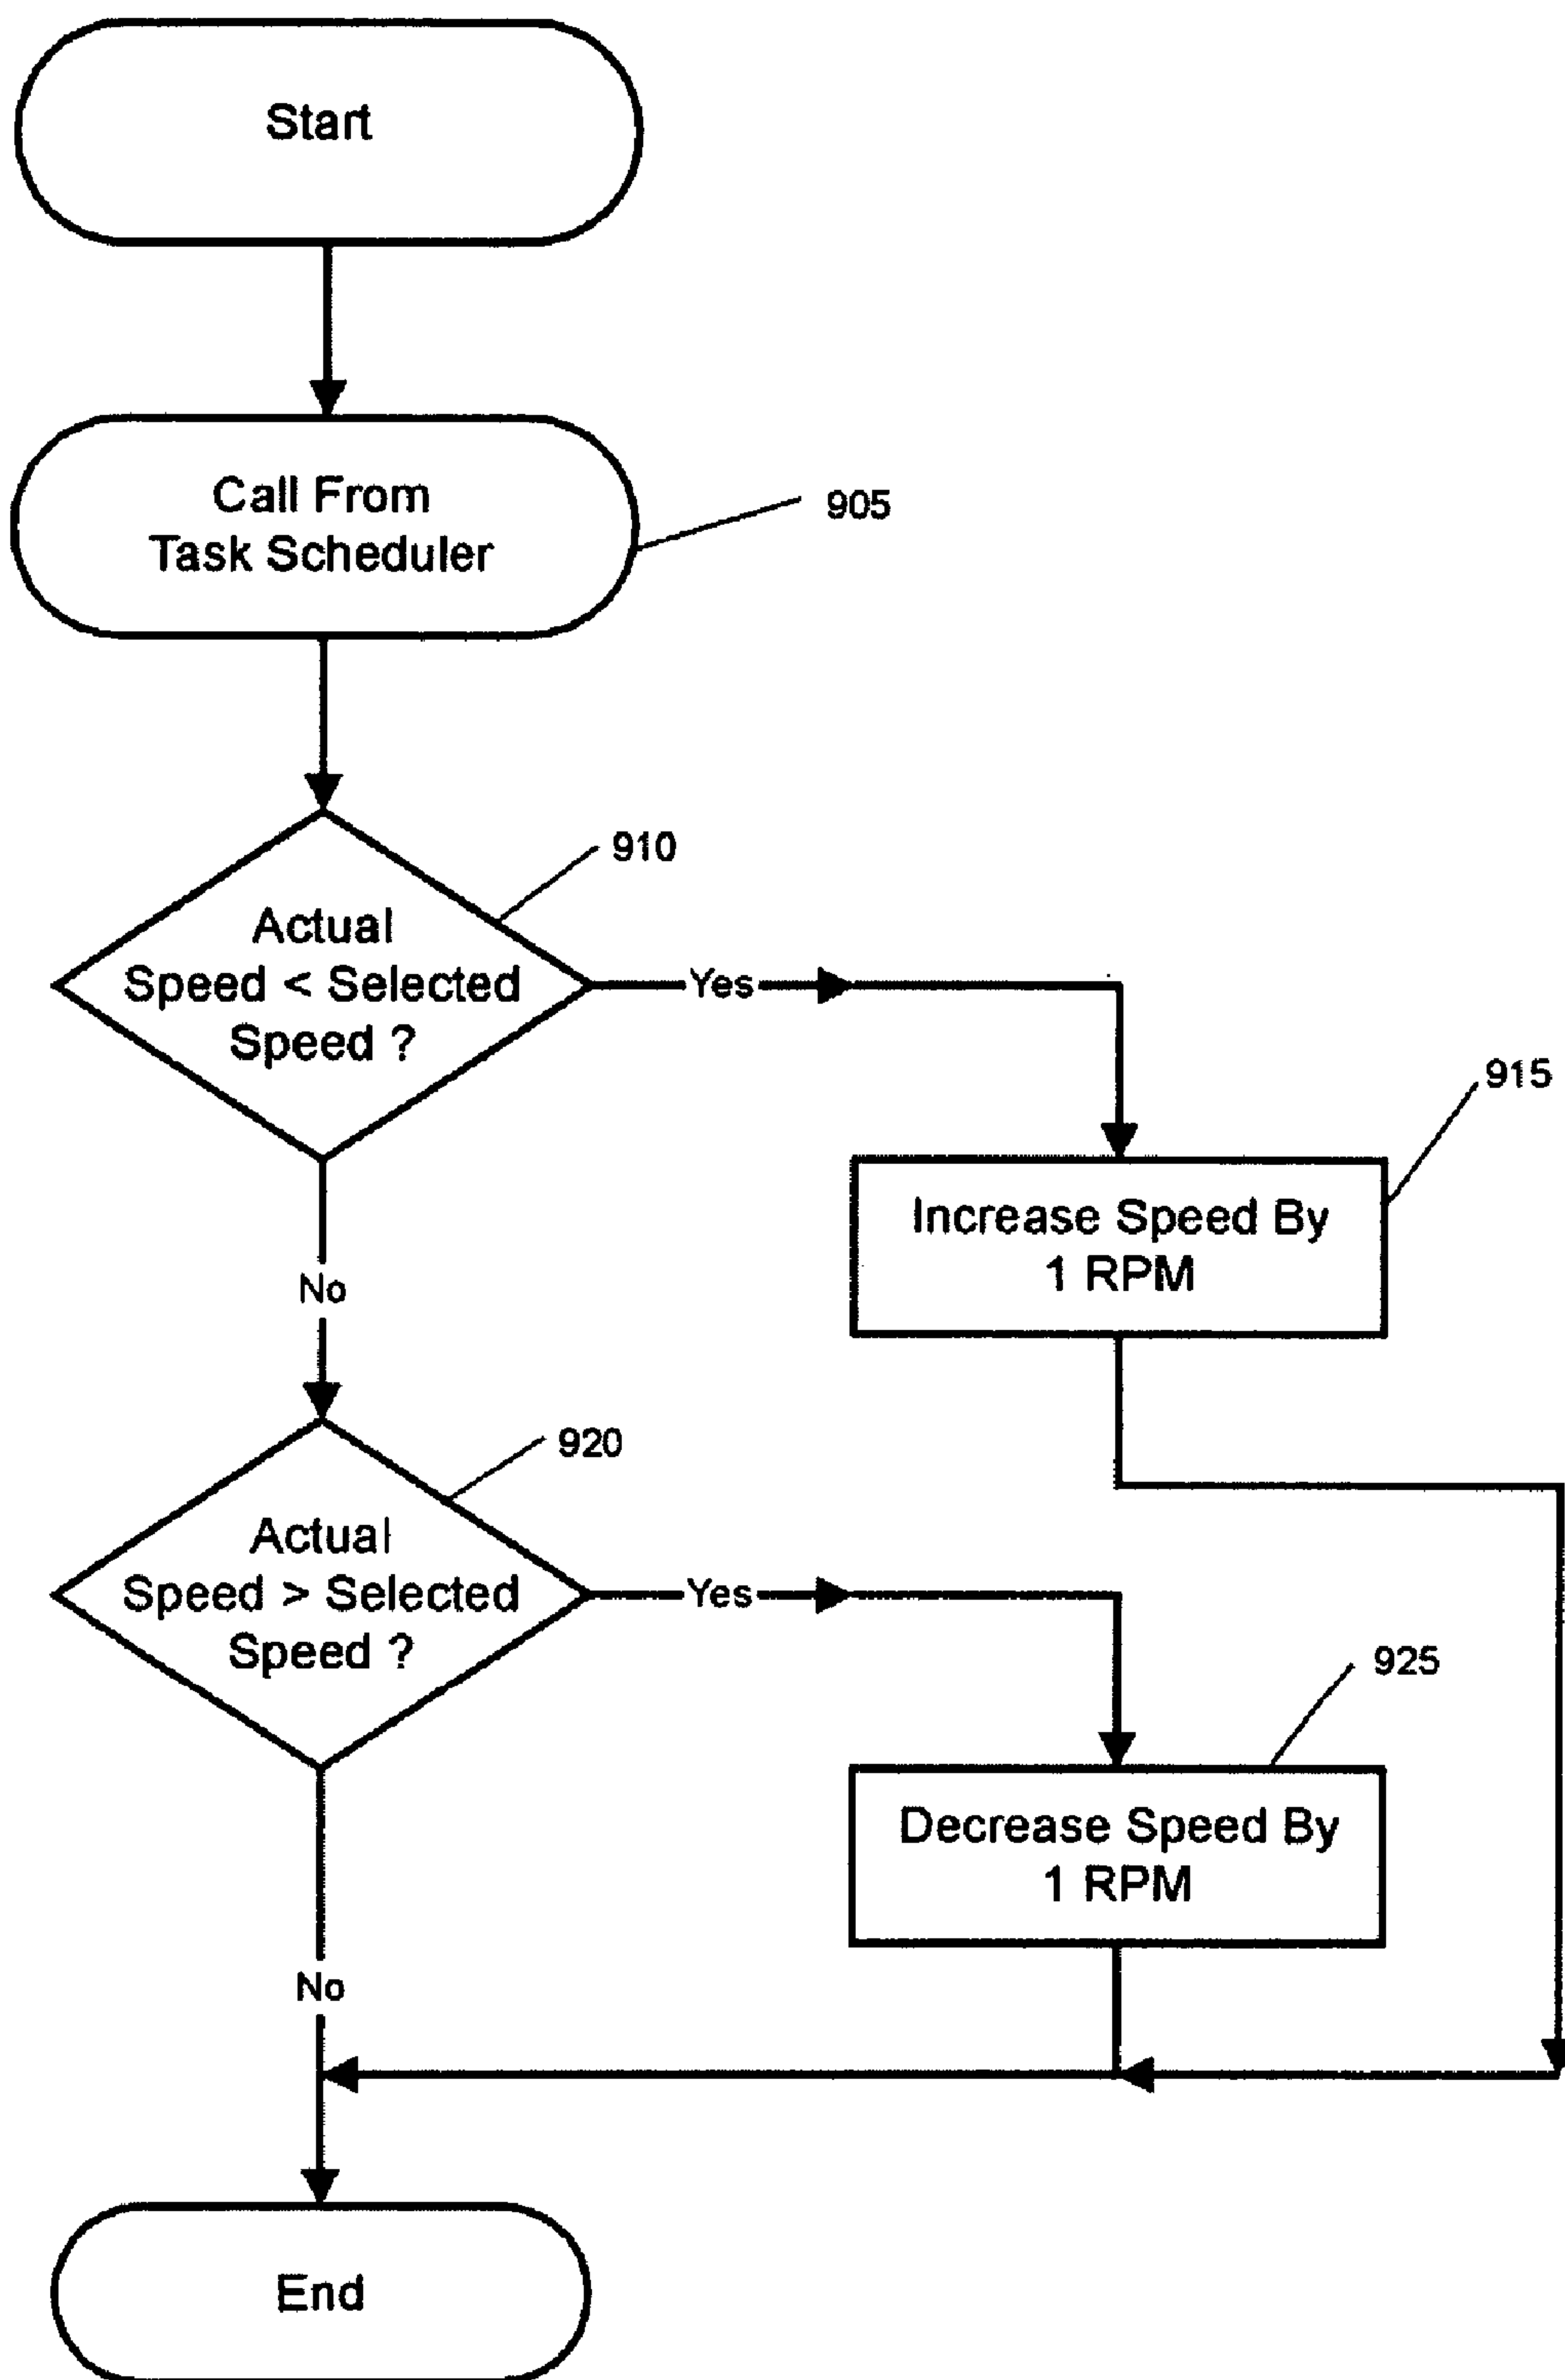 Start
Call From
Task Scheduler
905
910
Actual
Speed < Selected
Speed ?
Yes
915
Increase Speed By
1 RPM
No
920
Actual
Speed > Selected
Speed ?
Yes
925
Decrease Speed By
1 RPM
No
End